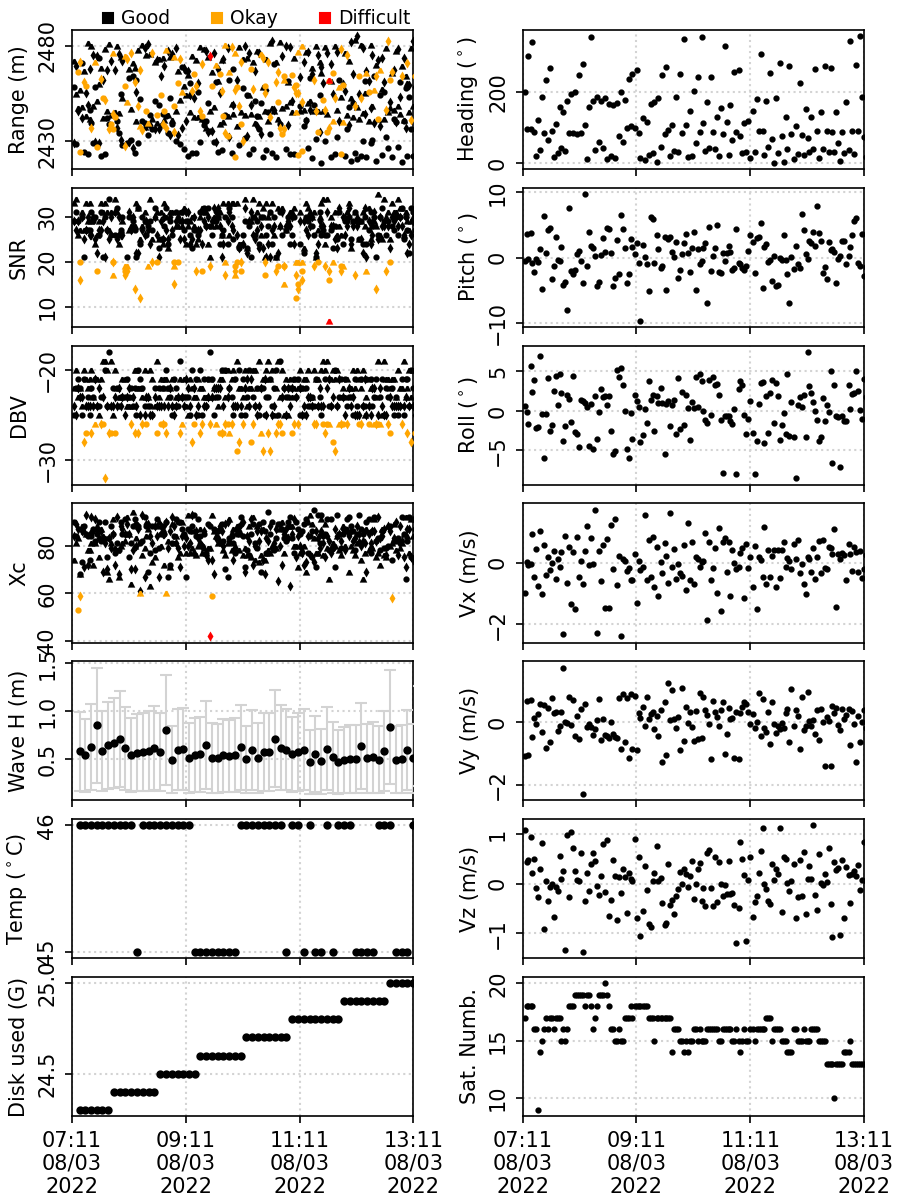 Good Okay Difficult
Range (m)
2480
2430
Heading (°)
200
0
SNR
30
20
10
Pitch (°)
10
0
−10
DBV
−20
−30
Roll (°)
5
0
−5
Xc
80
60
40
Vx (m/s)
0
−2
Wave H (m)
1.5
1.0
0.5
Vy (m/s)
0
−2
Temp (°C)
46
45
Vz (m/s)
1
0
−1
Disk used (G)
25.0
24.5
Sat. Numb.
20
15
10
07:11 09:11 11:11 13:11 07:11 09:11 11:11 13:11
08/03 08/03 08/03 08/03 08/03 08/03 08/03 08/03
2022 2022 2022 2022 2022 2022 2022 2022